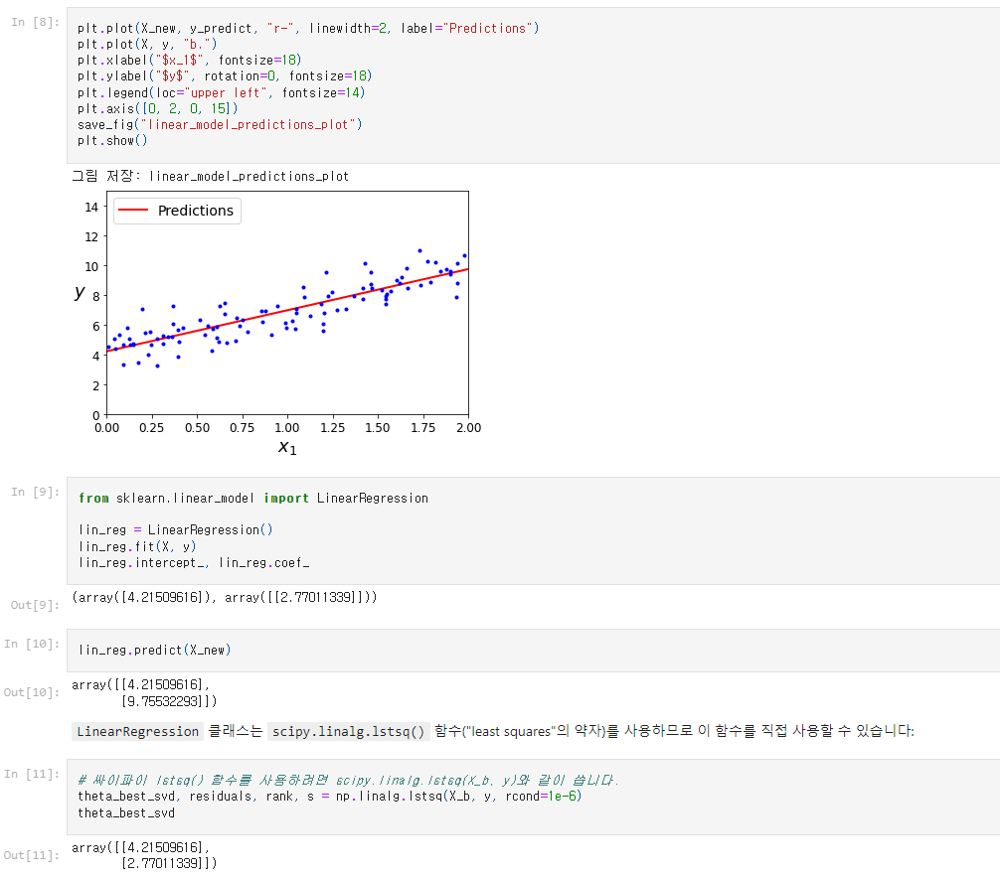 In [8]:
plt.plot(X_new, y_predict, "r-", linewidth=2, label="Predictions")
plt.plot(X, y, "b.")
plt.xlabel("$x_1$", fontsize=18)
plt.ylabel("$y$", rotation=0, fontsize=18)
plt.legend(loc="upper left", fontsize=14)
plt.axis([0, 2, 0, 15])
save_fig("linear_model_predictions_plot")
plt.show()
그림 저장: linear_model_predictions_plot
Predictions
14
12
10
8
6
4
2
0
y
0.00 0.25 0.50 0.75 1.00 1.25 1.50 1.75 2.00
x1
In [9]:
from sklearn.linear_model import LinearRegression
lin_reg = LinearRegression()
lin_reg.fit(X, y)
lin_reg.intercept_, lin_reg.coef_
Out[9]:
(array([4.21509616]), array([[2.77011339]]))
In [10]:
lin_reg.predict(X_new)
Out[10]:
array([[4.21509616],
[9.75532293]])
LinearRegression 클래스는 scipy.linalg.lstsq() 함수("least squares"의 약자)를 사용하므로 이 함수를 직접 사용할 수 있습니다:
In [11]:
# 싸이파이 lstsq() 함수를 사용하려면 scipy.linalg.lstsq(X_b, y)와 같이 씁니다.
theta_best_svd, residuals, rank, s = np.linalg.lstsq(X_b, y, rcond=1e-6)
theta_best_svd
Out[11]:
array([[4.21509616],
[2.77011339]])